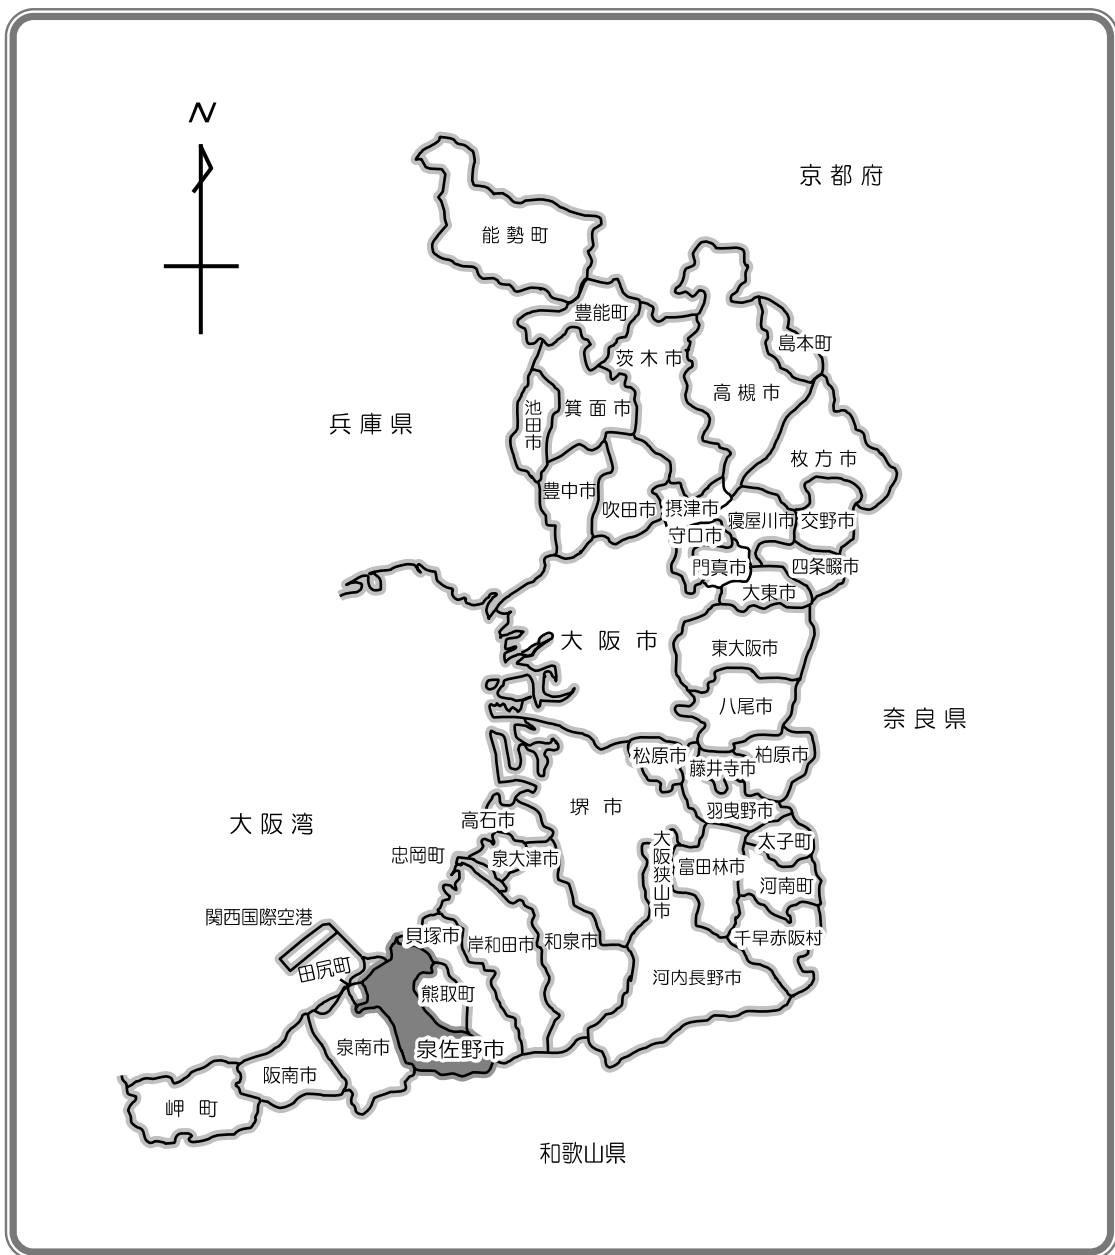 N
京都府
能勢町
豊能町
島本町
茨木市
高槻市
池田市
箕面市
兵庫県
枚方市
豊中市
吹田市
摂津市
寝屋川市
交野市
守口市
門真市
四条畷市
大東市
大阪市
東大阪市
八尾市
奈良県
松原市
藤井寺市
柏原市
堺市
羽曳野市
高石市
大阪湾
太子町
忠岡町
泉大津市
大阪狭山市
富田林市
河南町
関西国際空港
貝塚市
岸和田市
和泉市
千早赤阪村
田尻町
熊取町
河内長野市
泉南市
泉佐野市
阪南市
岬町
和歌山県